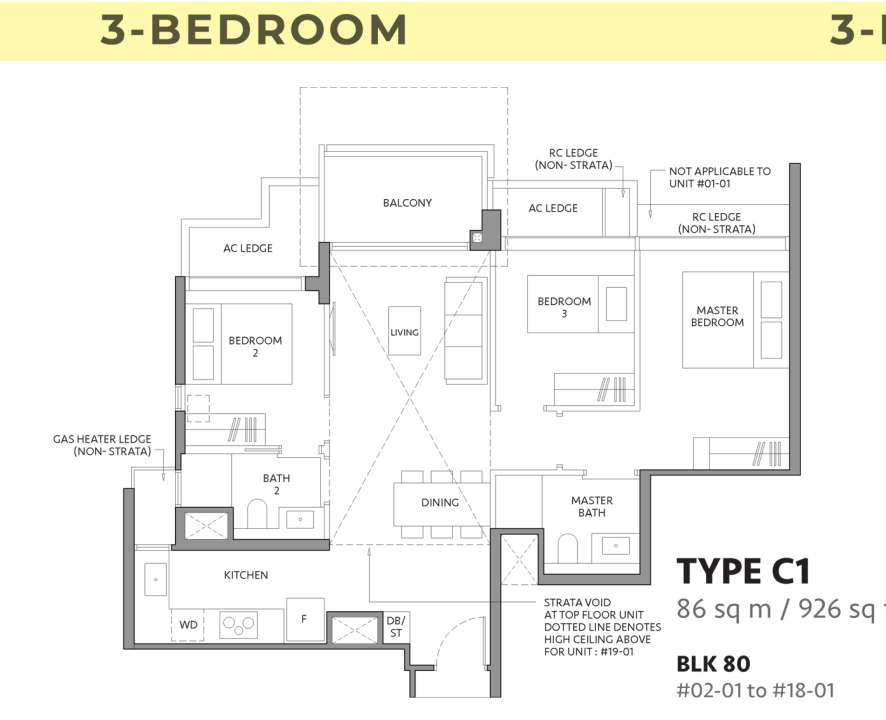 3-BEDROOM
3-
RC LEDGE
(NON- STRATA)
NOT APPLICABLE TO
UNIT #01-01
BALCONY
AC LEDGE
RC LEDGE
(NON-STRATA)
AC LEDGE
BEDROOM
3
MASTER
BEDROOM
LIVING
BEDROOM
2
GAS HEATER LEDGE
(NON- STRATA)
BATH
2
DINING
MASTER
BATH
KITCHEN
WD
F
DB/
ST
STRATA VOID
AT TOP FLOOR UNIT
DOTTED LINE DENOTES
HIGH CEILING ABOVE
FOR UNIT : #19-01
TYPE C1
86 sq m / 926 sq
BLK 80
#02-01 to #18-01